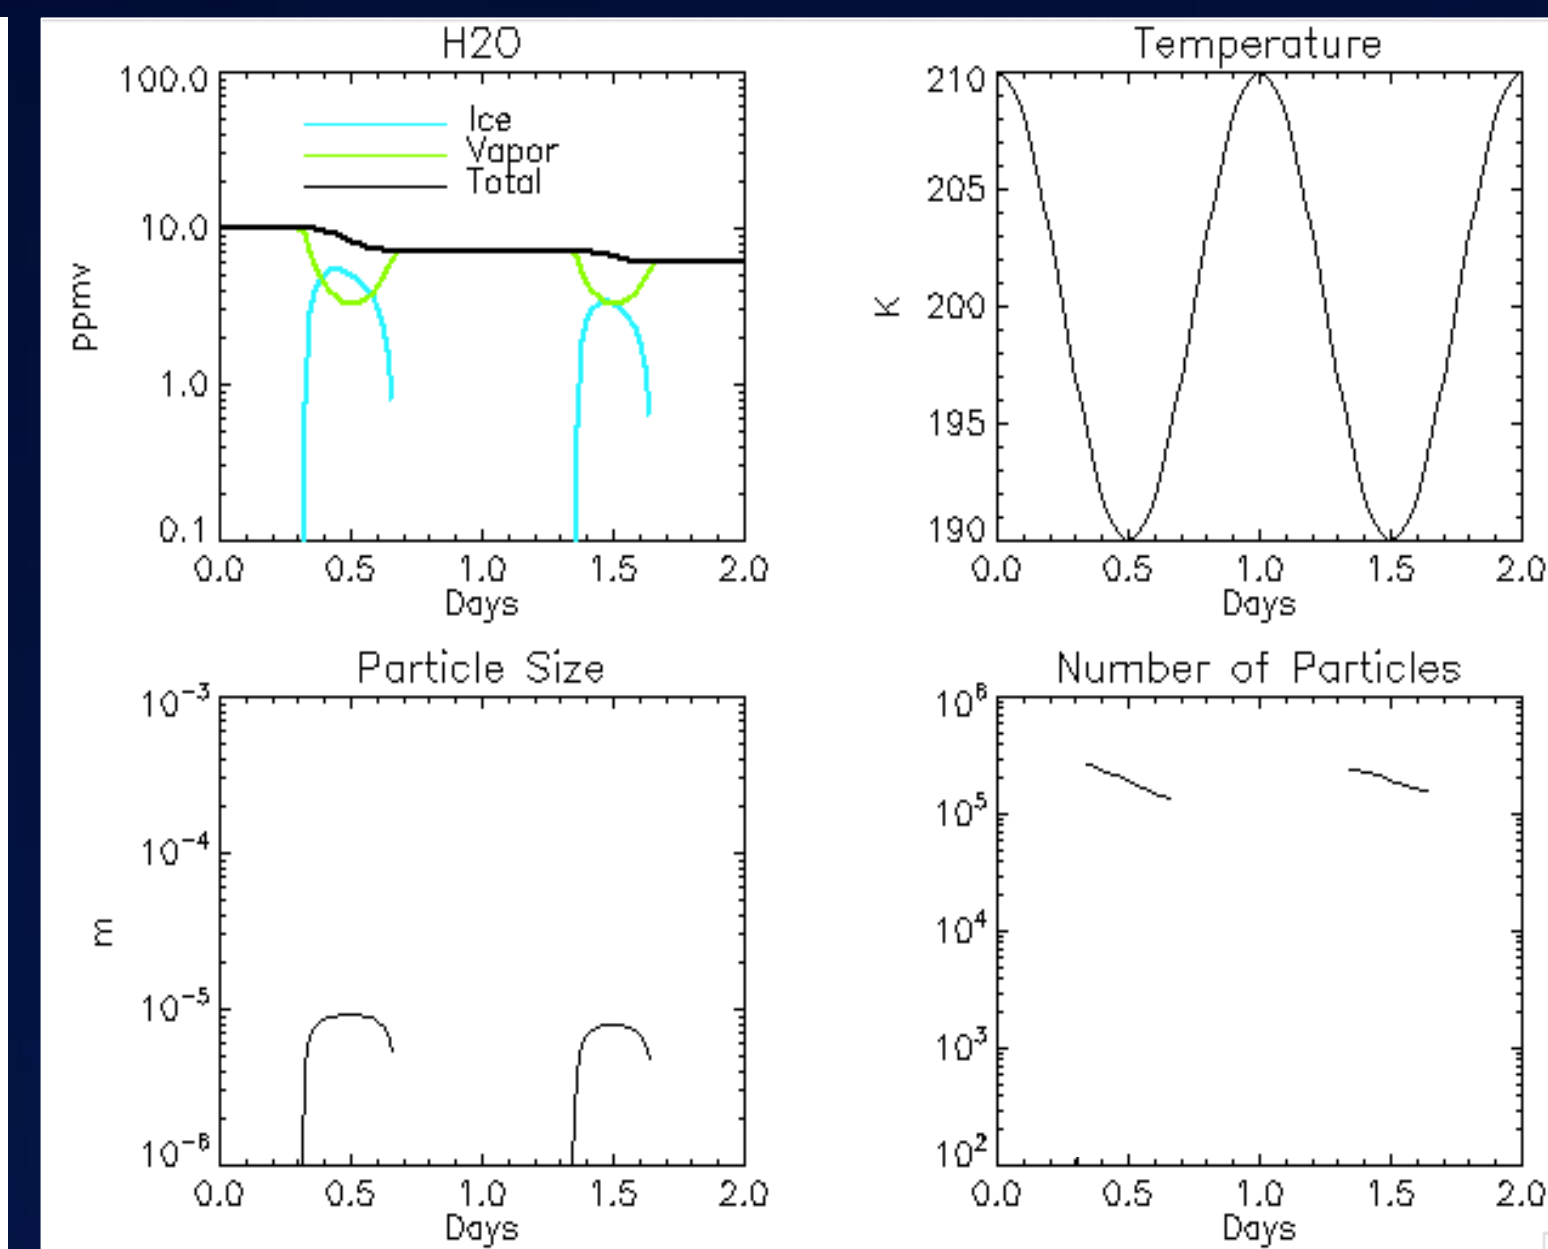 H2O
100.0
10.0
1.0
0.1
ppmv
Ice
Vapor
Total
0.0 0.5 1.0 1.5 2.0
Days
Temperature
210
205
200
195
190
K
0.0 0.5 1.0 1.5 2.0
Days
Particle Size
10⁻³
10⁻⁴
10⁻⁵
10⁻⁶
m
0.0 0.5 1.0 1.5 2.0
Days
Number of Particles
10⁶
10⁵
10⁴
10³
10²
0.0 0.5 1.0 1.5 2.0
Days